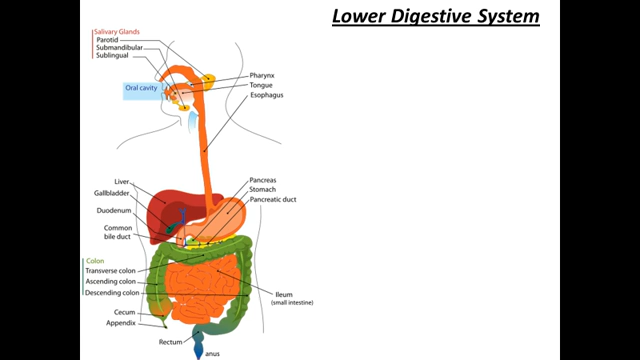 Lower Digestive System
Salivary Glands
Parotid
Submandibular
Sublingual
Oral cavity
Pharynx
Tongue
Esophagus
Liver
Gallbladder
Duodenum
Common
bile duct
Pancreas
Stomach
Pancreatic duct
Colon
Transverse colon
Ascending colon
Descending colon
Cecum
Appendix
Rectum
Ileum
(small intestine)
anus